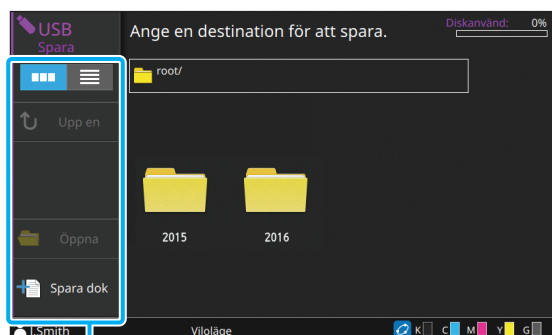 USB
Spara
Ange en destination för att spara.
Diskanvänd: 0%
root/
Upp en
Öppna
Spara dok
2015
2016
J.Smith
Viloläge
K C M Y G